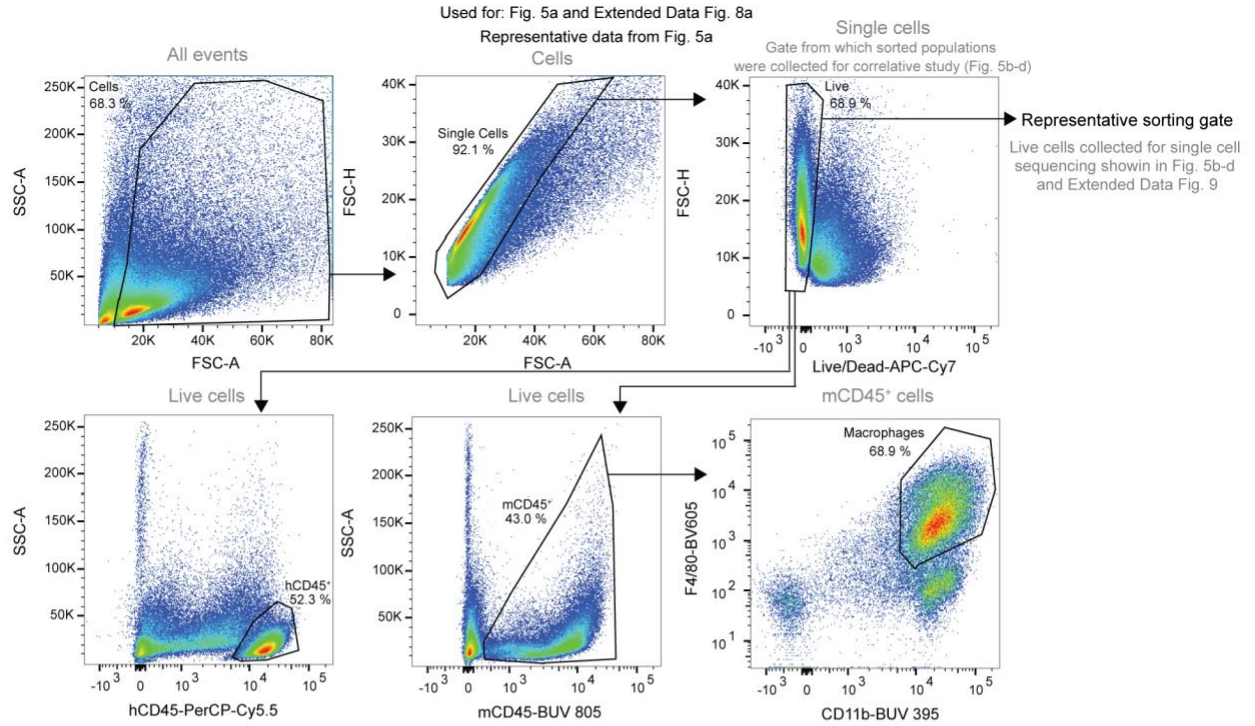 Used for: Fig. 5a and Extended Data Fig. 8a
Representative data from Fig. 5a
All events
Cells
68.3 %
250K
200K
150K
100K
50K
SSC-A
20K 40K 60K 80K
FSC-A
Cells
Single Cells
92.1 %
40K
30K
20K
10K
0
FSC-H
20K 40K 60K 80K
FSC-A
Single cells
Gate from which sorted populations
were collected for correlative study (Fig. 5b-d)
Live
68.9 %
40K
30K
20K
10K
0
FSC-H
-10³ 0 10³ 10⁴ 10⁵
Live/Dead-APC-Cy7
Representative sorting gate
Live cells collected for single cell
sequencing showin in Fig. 5b-d
and Extended Data Fig. 9
Live cells
hCD45⁺
52.3 %
250K
200K
150K
100K
50K
SSC-A
-10³ 0 10³ 10⁴ 10⁵
hCD45-PerCP-Cy5.5
Live cells
mCD45⁺
43.0 %
250K
200K
150K
100K
50K
SSC-A
-10³ 0 10³ 10⁴ 10⁵
mCD45-BUV 805
mCD45⁺ cells
Macrophages
68.9 %
10⁵
10⁴
10³
10²
10¹
F4/80-BV605
-10² 0 10² 10³ 10⁴ 10⁵
CD11b-BUV 395